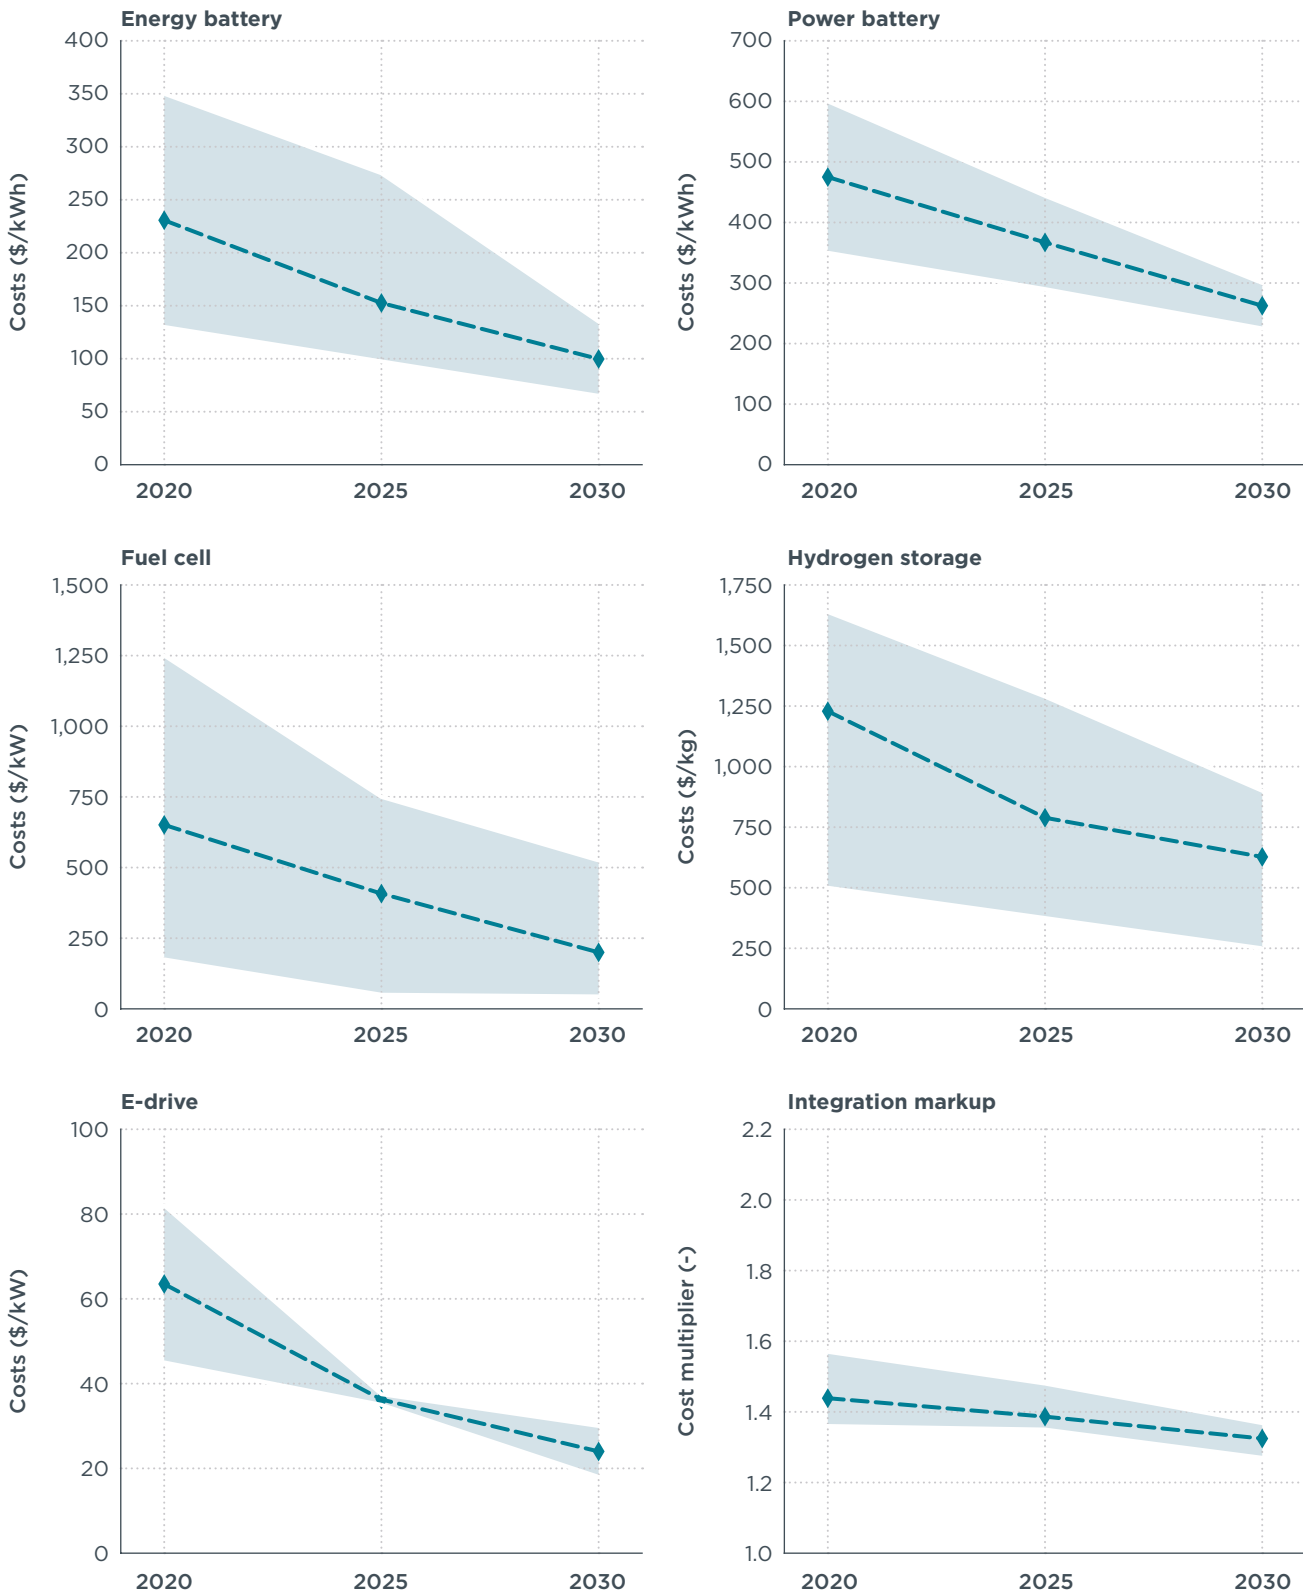 Energy battery
Costs ($/kWh)
400
350
300
250
200
150
100
50
0
2020 2025 2030
Power battery
Costs ($/kWh)
700
600
500
400
300
200
100
0
2020 2025 2030
Fuel cell
Costs ($/kW)
1,500
1,250
1,000
750
500
250
0
2020 2025 2030
Hydrogen storage
Costs ($/kg)
1,750
1,500
1,250
1,000
750
500
250
0
2020 2025 2030
E-drive
Costs ($/kW)
100
80
60
40
20
0
2020 2025 2030
Integration markup
Cost multiplier (-)
2.2
2.0
1.8
1.6
1.4
1.2
1.0
2020 2025 2030